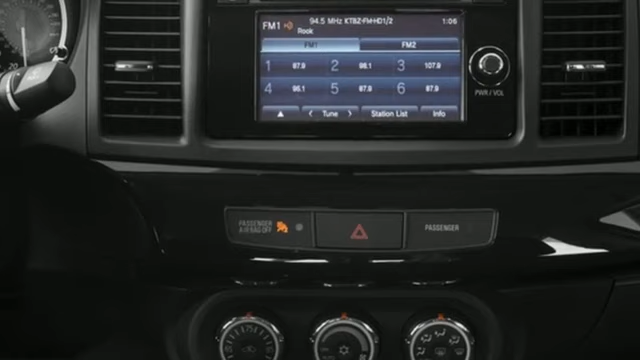 FM1 94.5 MHz KTBZ-FM-HD1/2 1:06
Rook
FM1 FM2
1 87.9 2 98.1 3 107.9
4 96.1 5 87.9 6 87.9
Tune Station List Info
PWR / VOL
PASSENGER
AIRBAG OFF
PASSENGER